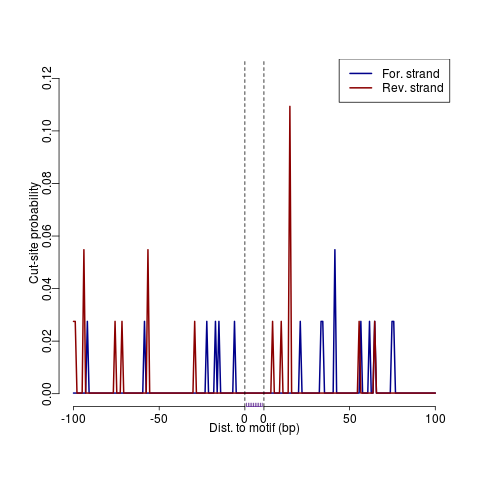 For. strand
Rev. strand
Cut-site probability
0.12
0.10
0.08
0.06
0.04
0.02
0.00
-100 -50 0 0 50 100
Dist. to motif (bp)